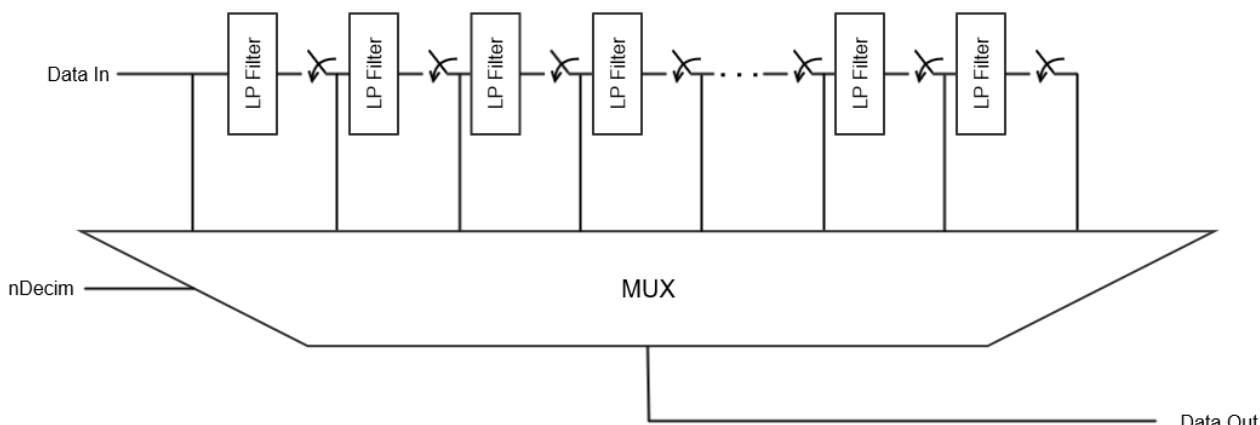 LP Filter
LP Filter
LP Filter
LP Filter
LP Filter
LP Filter
Data In
. . .
MUX
nDecim
Data Out